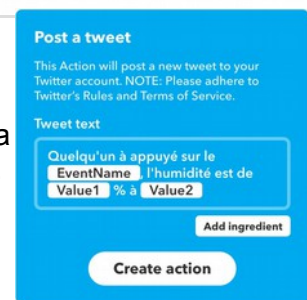 Post a tweet
This Action will post a new tweet to your
Twitter account. NOTE: Please adhere to
Twitter's Rules and Terms of Service.
Tweet text
a
Quelqu'un à appuyé sur le
EventName , l'humidité est de
Value1 % à Value2
Add ingredient
Create action